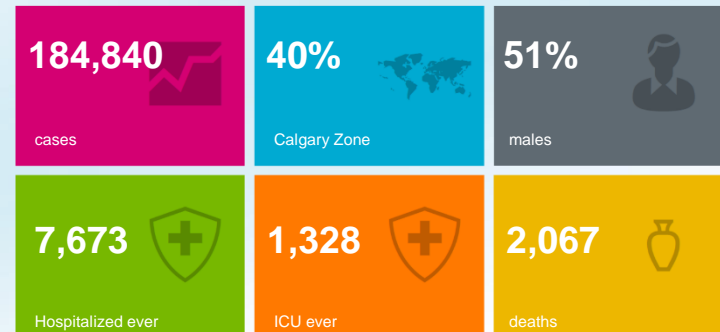 184,840
40%
51%
cases
Calgary Zone
males
7,673
1,328
2,067
Hospitalized ever
ICU ever
deaths